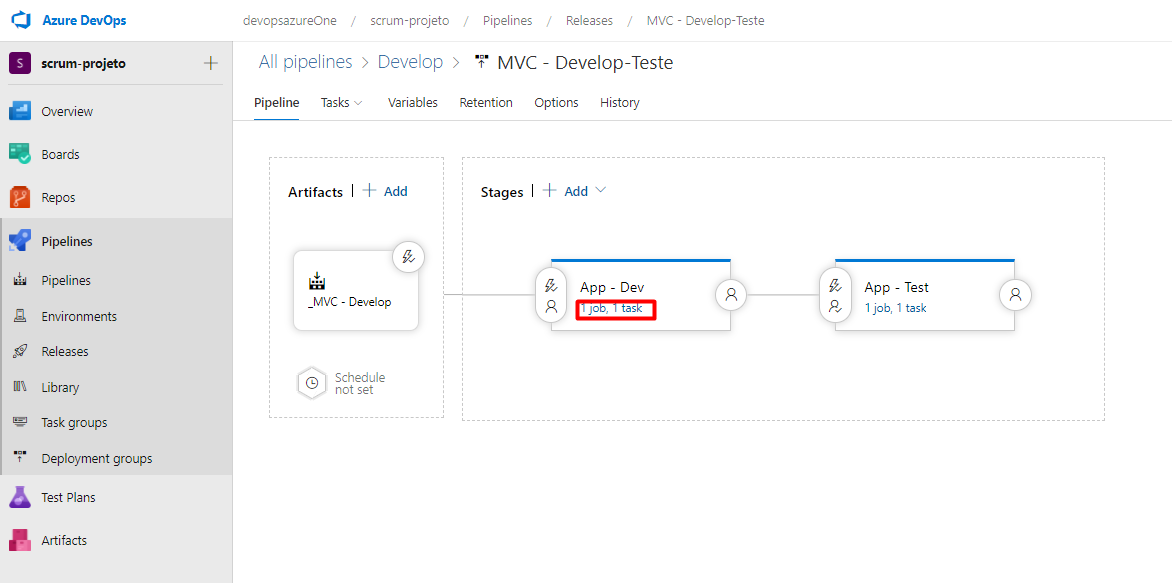 Azure DevOps
devopsazureOne / scrum-projeto / Pipelines / Releases / MVC - Develop-Teste
S scrum-projeto
All pipelines > Develop > MVC - Develop-Teste
Pipeline Tasks Variables Retention Options History
Overview
Boards
Repos
Pipelines
Pipelines
Environments
Releases
Library
Task groups
Deployment groups
Test Plans
Artifacts
Artifacts | + Add
_MVC - Develop
Schedule
not set
Stages | + Add
App - Dev
1 job, 1 task
App - Test
1 job, 1 task